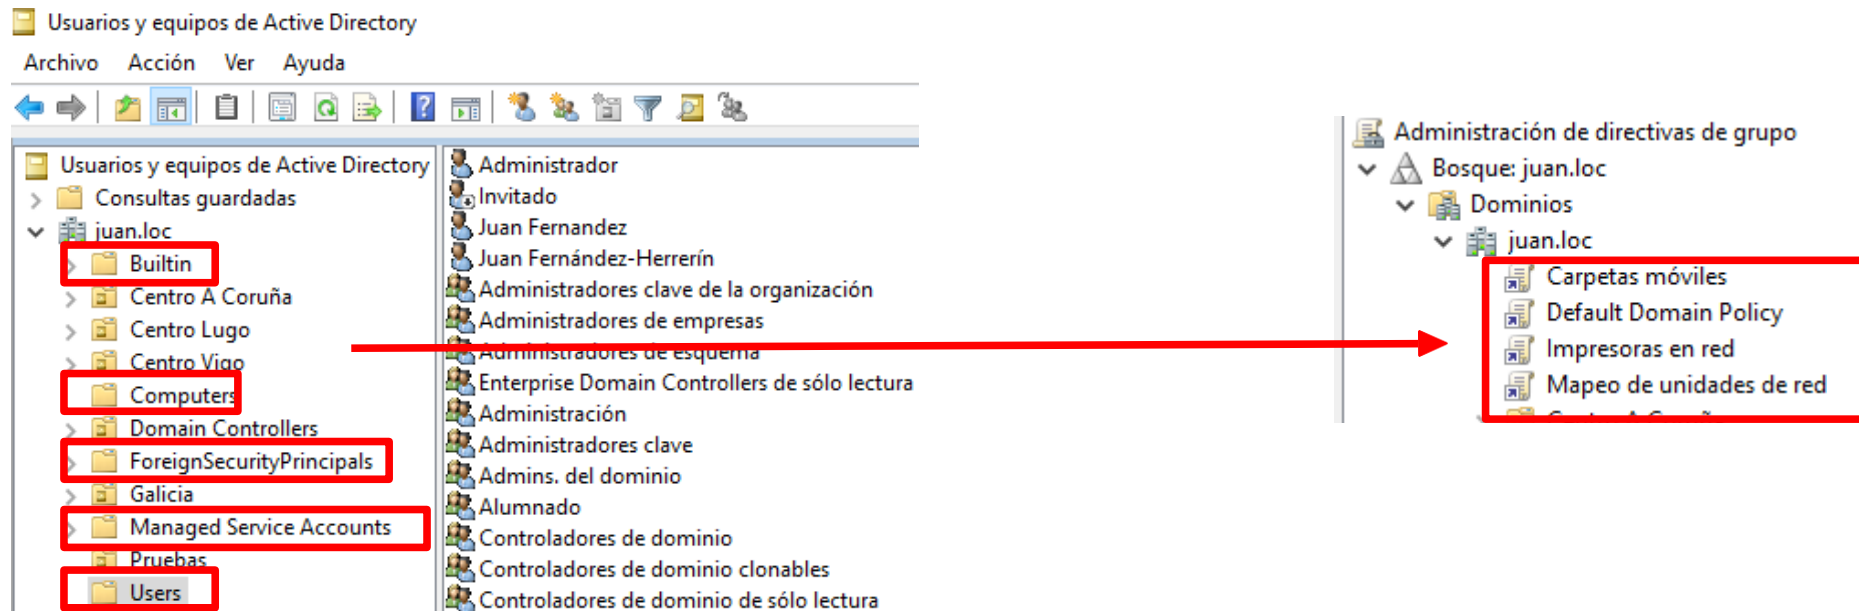 Usuarios y equipos de Active Directory
Archivo Acción Ver Ayuda
Usuarios y equipos de Active Directory
Consultas guardadas
juan.loc
Builtin
Centro A Coruña
Centro Lugo
Centro Vigo
Computers
Domain Controllers
ForeignSecurityPrincipals
Galicia
Managed Service Accounts
Pruebas
Users
Administrador
Invitado
Juan Fernandez
Juan Fernández-Herrerín
Administradores clave de la organización
Administradores de empresas
Administradores de esquema
Enterprise Domain Controllers de sólo lectura
Administración
Administradores clave
Admins. del dominio
Alumnado
Controladores de dominio
Controladores de dominio clonables
Controladores de dominio de sólo lectura
Administración de directivas de grupo
Bosque: juan.loc
Dominios
juan.loc
Carpetas móviles
Default Domain Policy
Impresoras en red
Mapeo de unidades de red
Centro A Coruña